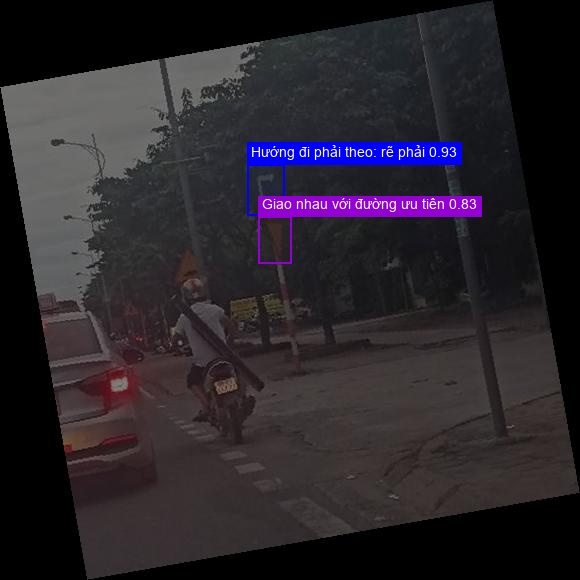 Hướng đi phải theo: rẽ phải 0.93
Giao nhau với đường ưu tiên 0.83